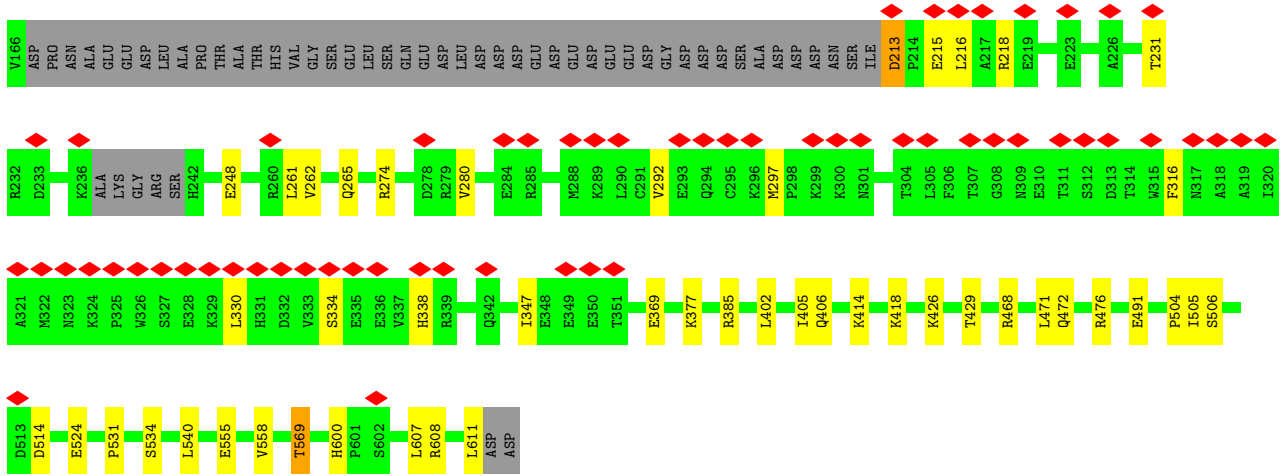 V166 ASP PRO ASN ALA GLU GLU ASP LEU ALA PRO THR ALA THR HIS VAL GLY SER GLU LEU SER GLN GLU ASP LEU ASP ASP ASP GLU ASP GLU ASP GLU GLU ASP GLY ASP ASP ASP SER ALA ASP ASP ASP ASN SER ILE D213 P214 E215 L216 A217 R218 E219 E223 A226 T231
R232 D233 K236 ALA LYS GLY ARG SER H242 E248 R260 L261 V262 Q265 R274 D278 R279 V280 E284 R285 M288 K289 L290 C291 V292 E293 Q294 C295 K296 M297 P298 K299 K300 N301 T304 L305 F306 T307 G308 N309 E310 T311 S312 D313 T314 W315 F316 N317 A318 A319 I320
A321 M322 N323 K324 P325 W326 S327 E328 K329 L330 H331 D332 V333 S334 E335 E336 V337 H338 R339 Q342 I347 E348 E349 E350 T351 E369 K377 R385 L402 I405 Q406 K414 K418 K426 T429 R468 L471 Q472 R476 E491 P504 I505 S506
D513 D514 E524 P531 S534 L540 E555 V558 T569 H600 P601 S602 L607 R608 L611 ASP ASP